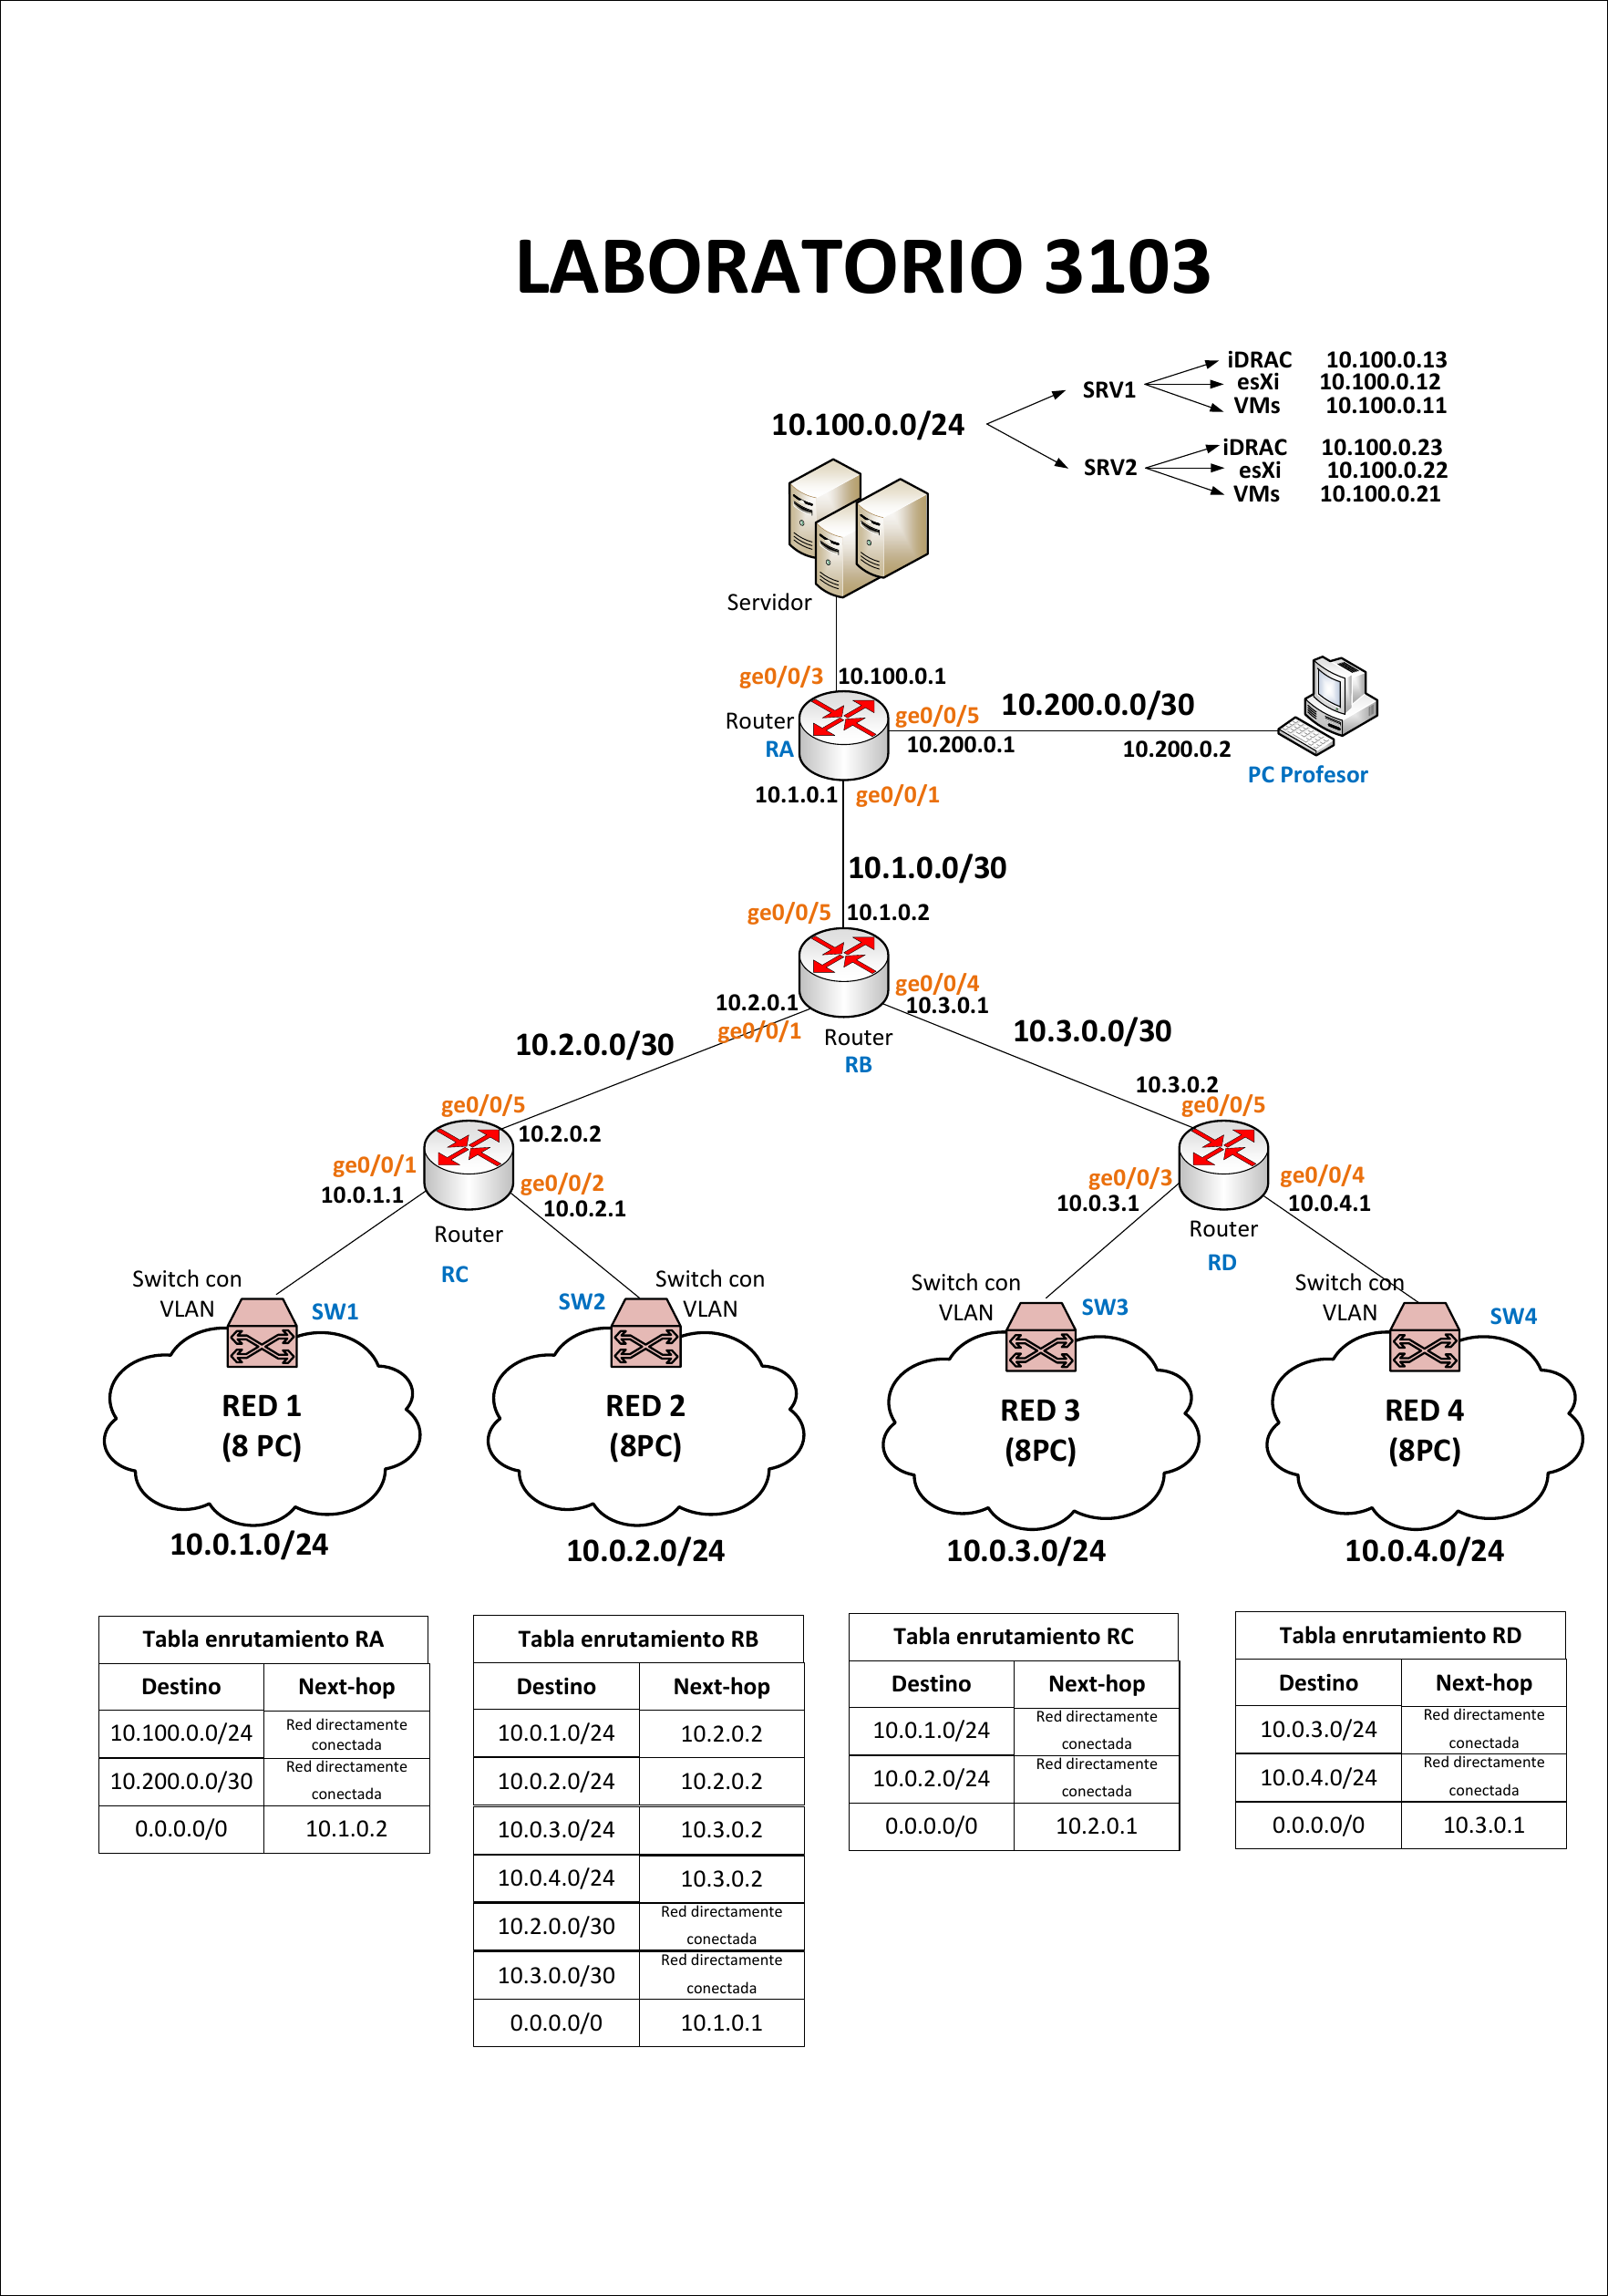 LABORATORIO 3103
iDRAC 10.100.0.13
SRV1 esXi 10.100.0.12
VMs 10.100.0.11
10.100.0.0/24
iDRAC 10.100.0.23
SRV2 esXi 10.100.0.22
VMs 10.100.0.21
Servidor
ge0/0/3 10.100.0.1
Router ge0/0/5 10.200.0.0/30
RA 10.200.0.1 10.200.0.2
PC Profesor
10.1.0.1 ge0/0/1
10.1.0.0/30
ge0/0/5 10.1.0.2
ge0/0/4
10.2.0.1 10.3.0.1
ge0/0/1 Router 10.3.0.0/30
10.2.0.0/30
RB
10.3.0.2
ge0/0/5 ge0/0/5
10.2.0.2
ge0/0/1 ge0/0/2 ge0/0/3 ge0/0/4
10.0.1.1 10.0.2.1 10.0.3.1 10.0.4.1
Router Router
RC RD
Switch con Switch con Switch con Switch con
VLAN SW1 SW2 VLAN VLAN SW3 VLAN SW4
RED 1 RED 2 RED 3 RED 4
(8 PC) (8PC) (8PC) (8PC)
10.0.1.0/24 10.0.2.0/24 10.0.3.0/24 10.0.4.0/24
Tabla enrutamiento RA
Destino Next-hop
10.100.0.0/24 Red directamente
conectada
10.200.0.0/30 Red directamente
conectada
0.0.0.0/0 10.1.0.2
Tabla enrutamiento RB
Destino Next-hop
10.0.1.0/24 10.2.0.2
10.0.2.0/24 10.2.0.2
10.0.3.0/24 10.3.0.2
10.0.4.0/24 10.3.0.2
10.2.0.0/30 Red directamente
conectada
10.3.0.0/30 Red directamente
conectada
0.0.0.0/0 10.1.0.1
Tabla enrutamiento RC
Destino Next-hop
10.0.1.0/24 Red directamente
conectada
10.0.2.0/24 Red directamente
conectada
0.0.0.0/0 10.2.0.1
Tabla enrutamiento RD
Destino Next-hop
10.0.3.0/24 Red directamente
conectada
10.0.4.0/24 Red directamente
conectada
0.0.0.0/0 10.3.0.1